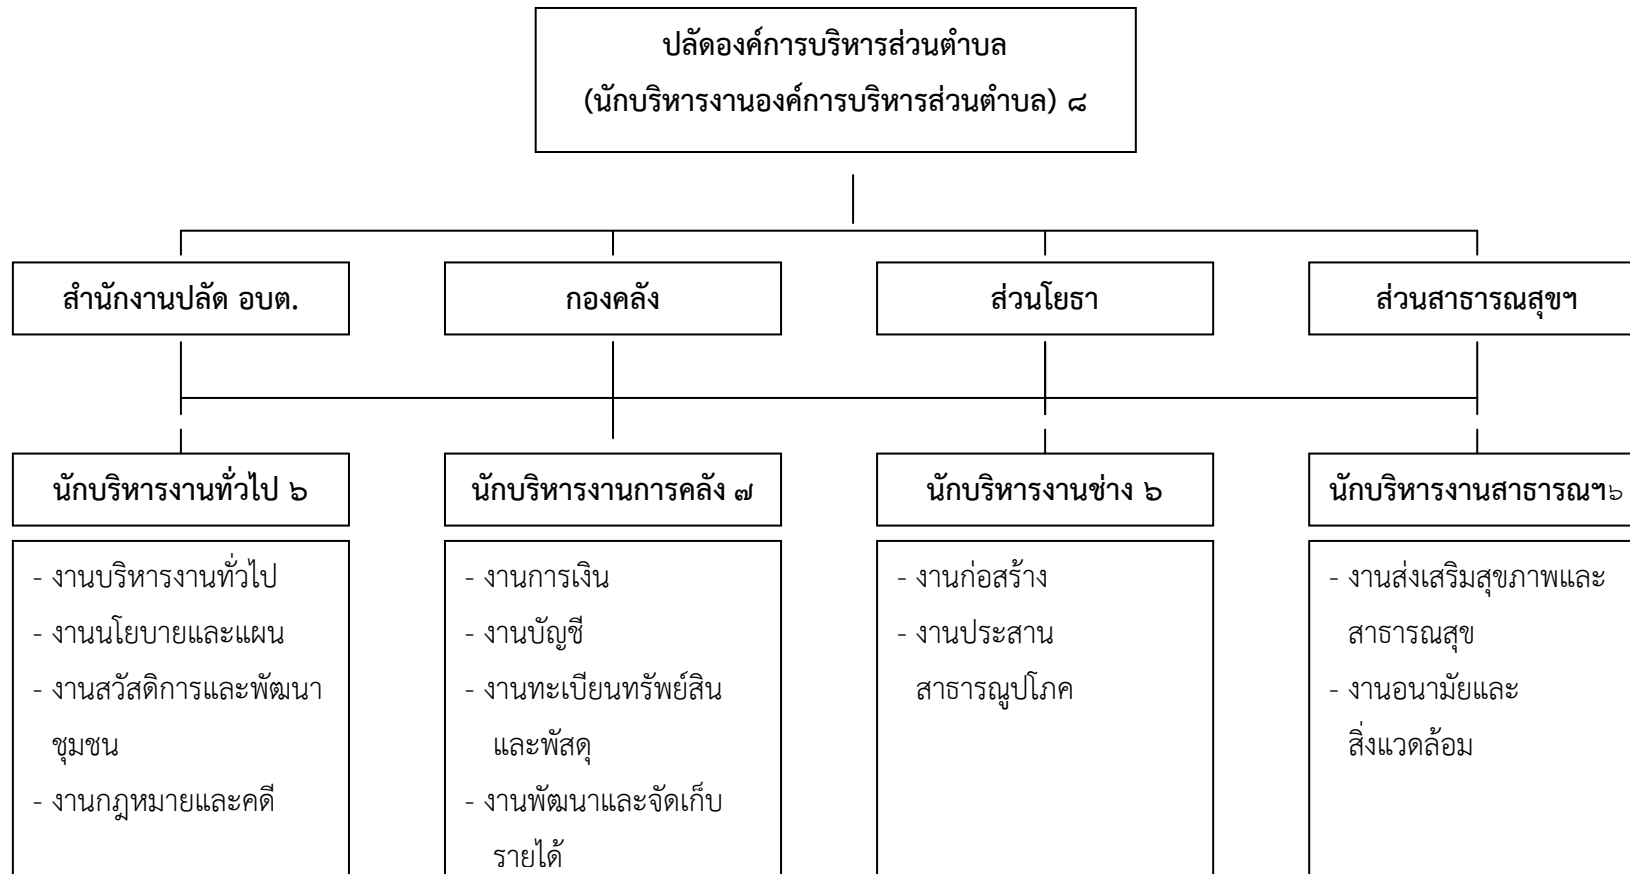 ปลัดองค์การบริหารส่วนตำบล
(นักบริหารงานองค์การบริหารส่วนตำบล) ๘
สำนักงานปลัด อบต.
กองคลัง
ส่วนโยธา
ส่วนสาธารณสุขฯ
นักบริหารงานทั่วไป ๖
นักบริหารงานการคลัง ๗
นักบริหารงานช่าง ๖
นักบริหารงานสาธารณฯ๖
- งานบริหารงานทั่วไป
- งานนโยบายและแผน
- งานสวัสดิการและพัฒนา
ชุมชน
- งานกฎหมายและคดี
- งานการเงิน
- งานบัญชี
- งานทะเบียนทรัพย์สิน
และพัสดุ
- งานพัฒนาและจัดเก็บ
รายได้
- งานก่อสร้าง
- งานประสาน
สาธารณูปโภค
- งานส่งเสริมสุขภาพและ
สาธารณสุข
- งานอนามัยและ
สิ่งแวดล้อม